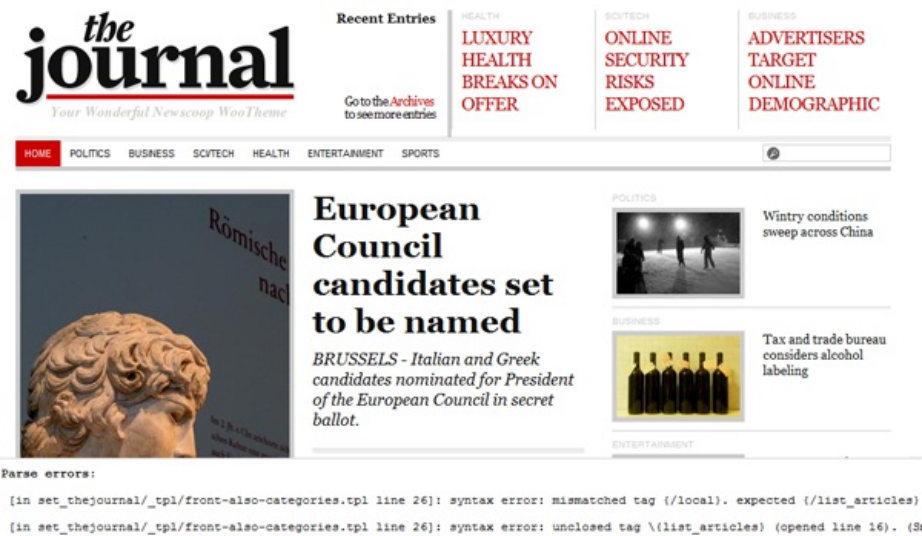 the
journal
Your Wonderful Newscoop WooTheme
Recent Entries
Go to the Archives
to see more entries
HEALTH
LUXURY
HEALTH
BREAKS ON
OFFER
SCI/TECH
ONLINE
SECURITY
RISKS
EXPOSED
BUSINESS
ADVERTISERS
TARGET
ONLINE
DEMOGRAPHIC
HOME POLITICS BUSINESS SCI/TECH HEALTH ENTERTAINMENT SPORTS
Römische
nach
European
Council
candidates set
to be named
BRUSSELS - Italian and Greek
candidates nominated for President
of the European Council in secret
ballot.
POLITICS
Wintry conditions
sweep across China
BUSINESS
Tax and trade bureau
considers alcohol
labeling
ENTERTAINMENT
Parse errors:
[in set_thejournal/_tpl/front-also-categories.tpl line 26]: syntax error: mismatched tag {/local}. expected {/list_articles}
[in set_thejournal/_tpl/front-also-categories.tpl line 26]: syntax error: unclosed tag \{list_articles} (opened line 16). (Sm